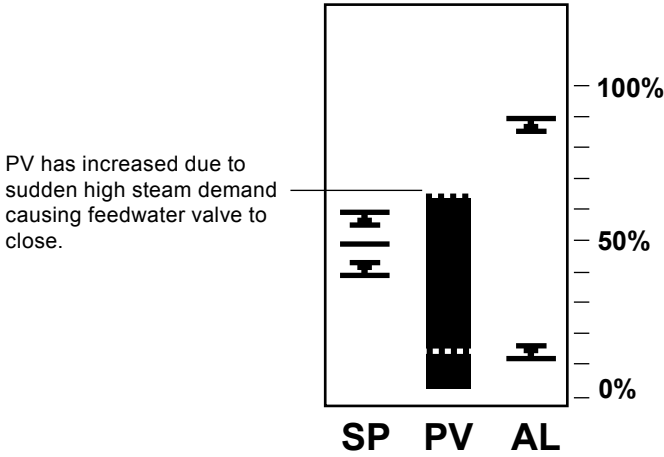 100%
PV has increased due to
sudden high steam demand
causing feedwater valve to
close.
50%
0%
SP PV AL